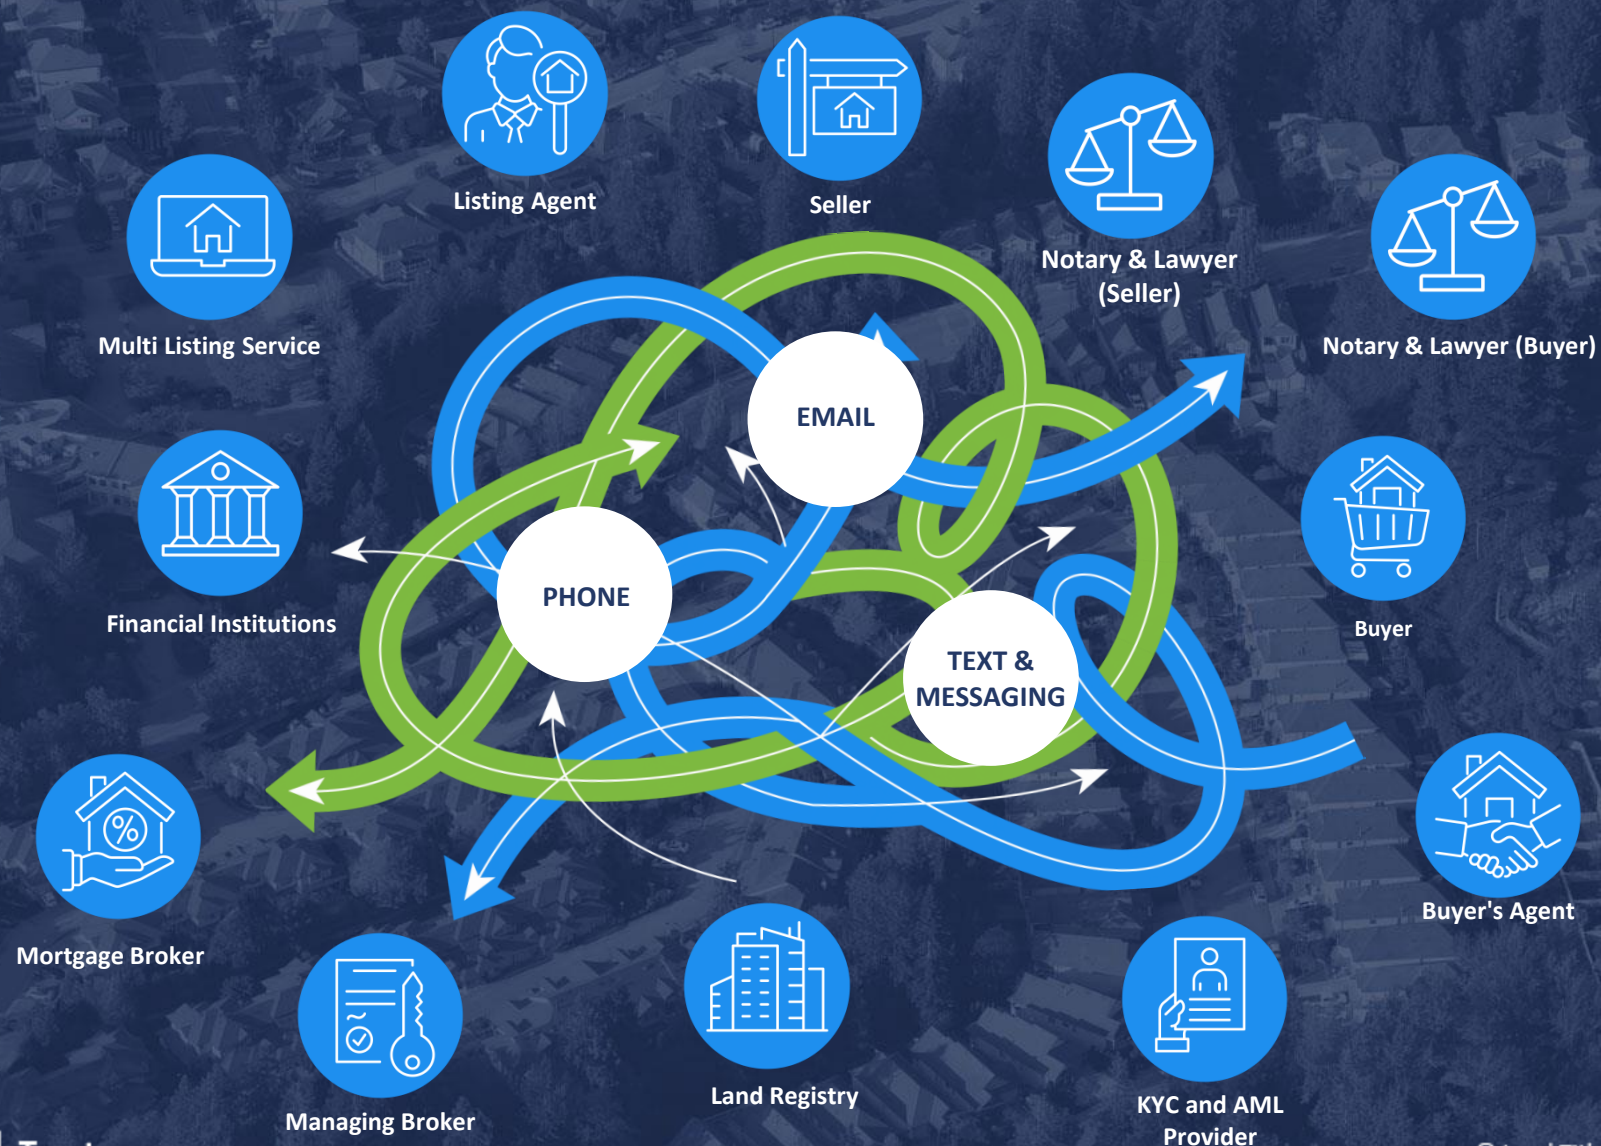 Listing Agent
Seller
Notary & Lawyer
(Seller)
Multi Listing Service
Notary & Lawyer (Buyer)
EMAIL
Financial Institutions
PHONE
Buyer
TEXT &
MESSAGING
Mortgage Broker
Buyer's Agent
Managing Broker
Land Registry
KYC and AML
Provider